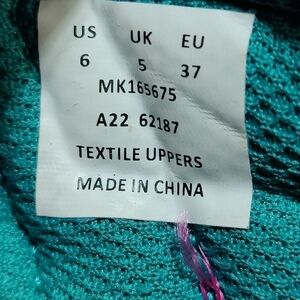 US UK EU
6 5 37
MK165675
A22 62187
TEXTILE UPPERS
MADE IN CHINA